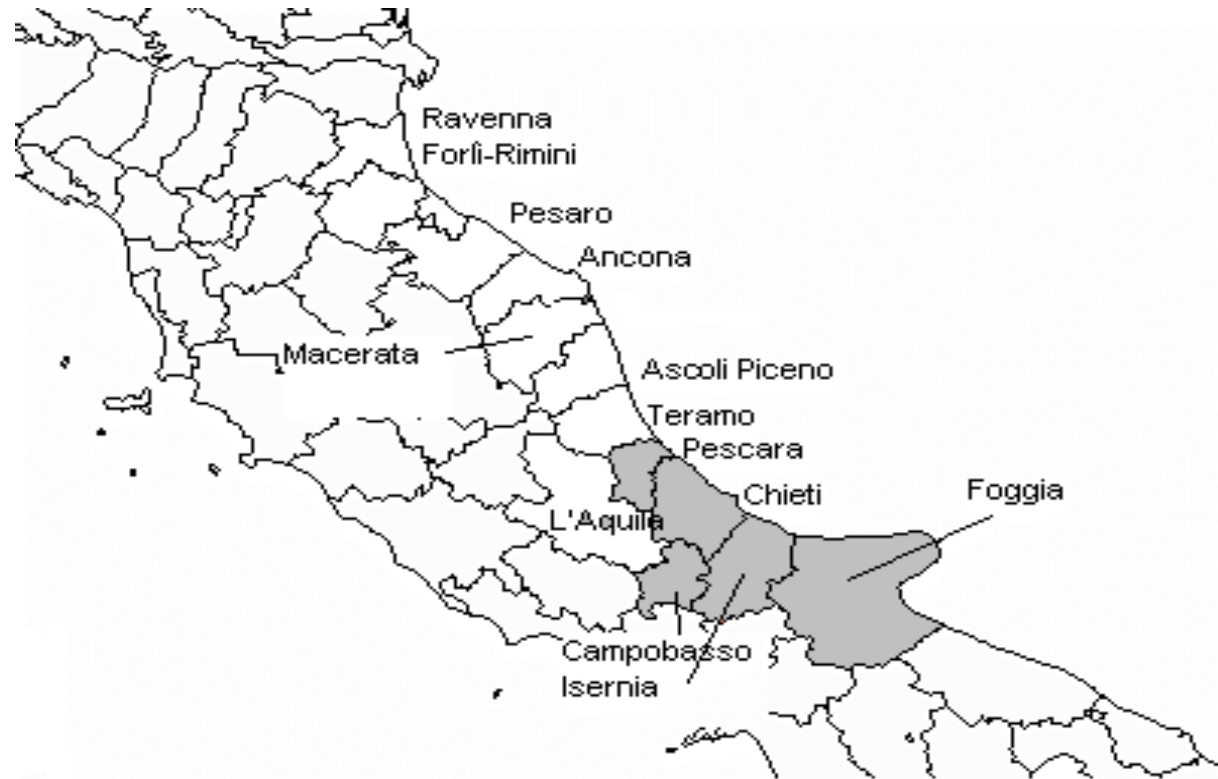 Ravenna
Forlì-Rimini
Pesaro
Ancona
Macerata
Ascoli Piceno
Teramo
Pescara
Chieti
Foggia
L'Aquila
Campobasso
Isernia